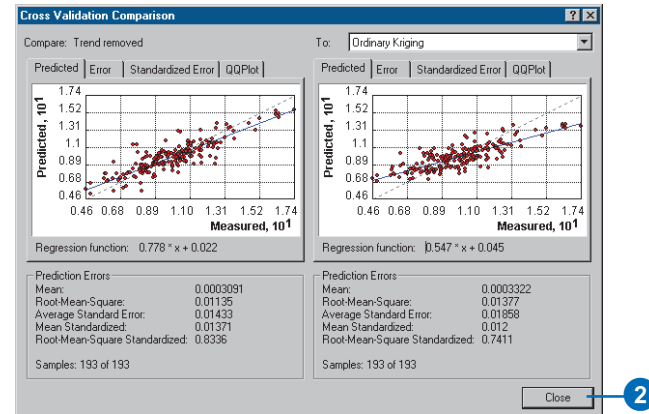 Cross Validation Comparison
Compare: Trend removed
To: Ordinary Kriging
Predicted Error Standardized Error QQPlot
Predicted, 10¹
1.74
1.52
1.31
1.1
0.89
0.68
0.46
0.46 0.68 0.89 1.10 1.31 1.52 1.74
Measured, 10¹
Regression function: 0.778 * x + 0.022
Prediction Errors
Mean: 0.0003091
Root-Mean-Square: 0.01135
Average Standard Error: 0.01433
Mean Standardized: 0.01371
Root-Mean-Square Standardized: 0.8336
Samples: 193 of 193
Predicted Error Standardized Error QQPlot
Predicted, 10¹
1.74
1.52
1.31
1.1
0.89
0.68
0.46
0.46 0.68 0.89 1.10 1.31 1.52 1.74
Measured, 10¹
Regression function: 0.547 * x + 0.045
Prediction Errors
Mean: 0.0003322
Root-Mean-Square: 0.01377
Average Standard Error: 0.01858
Mean Standardized: 0.012
Root-Mean-Square Standardized: 0.7411
Samples: 193 of 193
Close
2